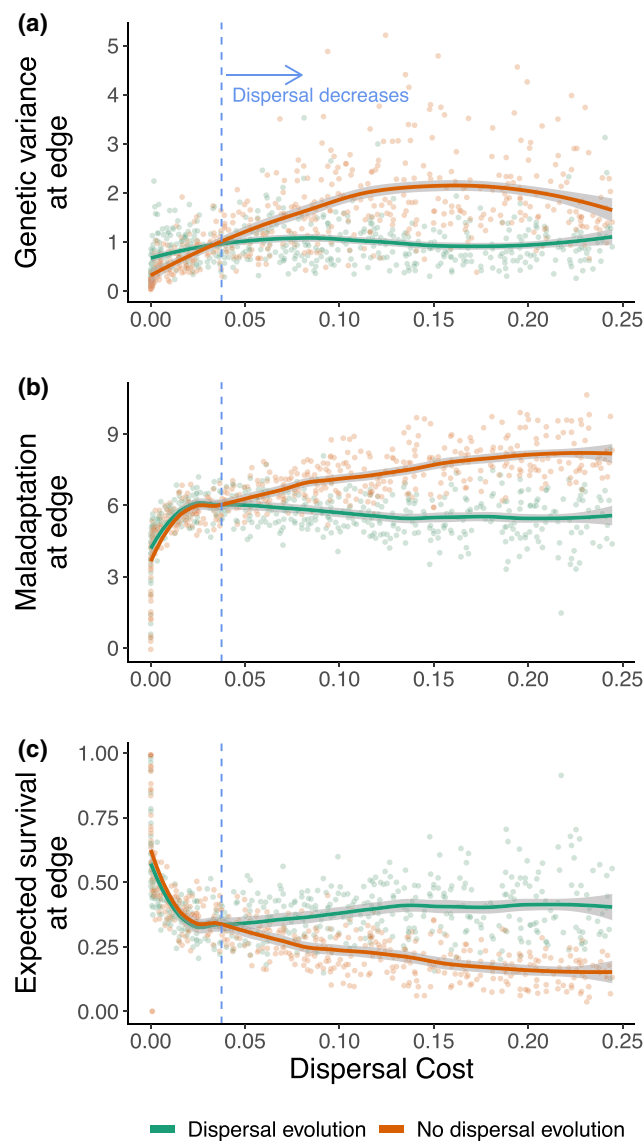 (a)
Genetic variance
at edge
5
4
3
2
1
0
Dispersal decreases
0.00 0.05 0.10 0.15 0.20 0.25
(b)
Maladaptation
at edge
9
6
3
0
0.00 0.05 0.10 0.15 0.20 0.25
(c)
Expected survival
at edge
1.00
0.75
0.50
0.25
0.00
0.00 0.05 0.10 0.15 0.20 0.25
Dispersal Cost
Dispersal evolution No dispersal evolution